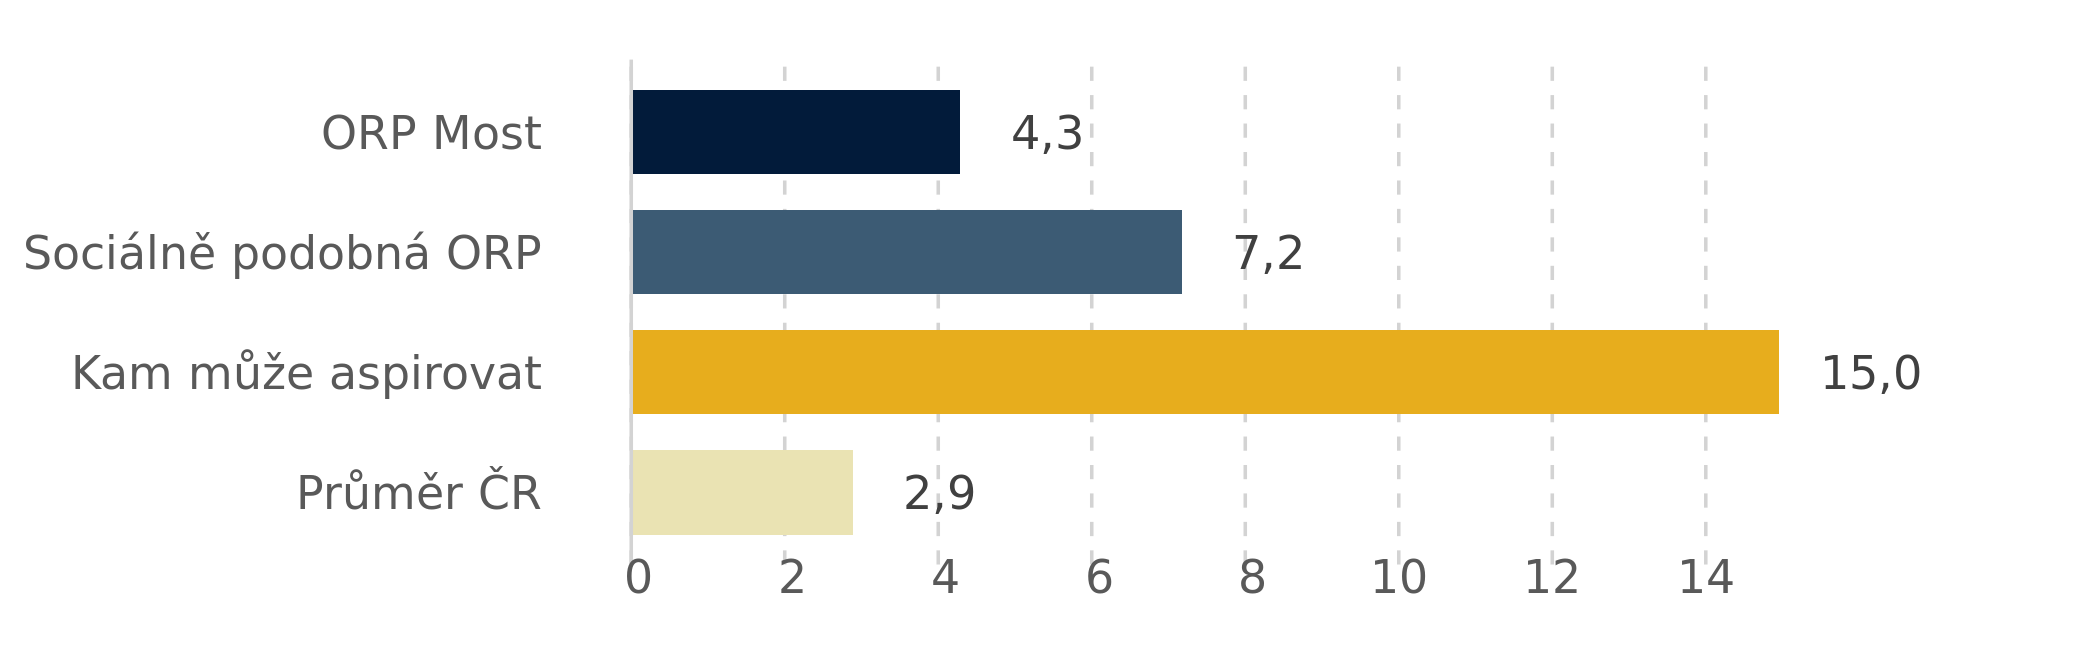 ORP Most 4,3
Sociálně podobná ORP 7,2
Kam může aspirovat 15,0
Průměr ČR 2,9
0 2 4 6 8 10 12 14